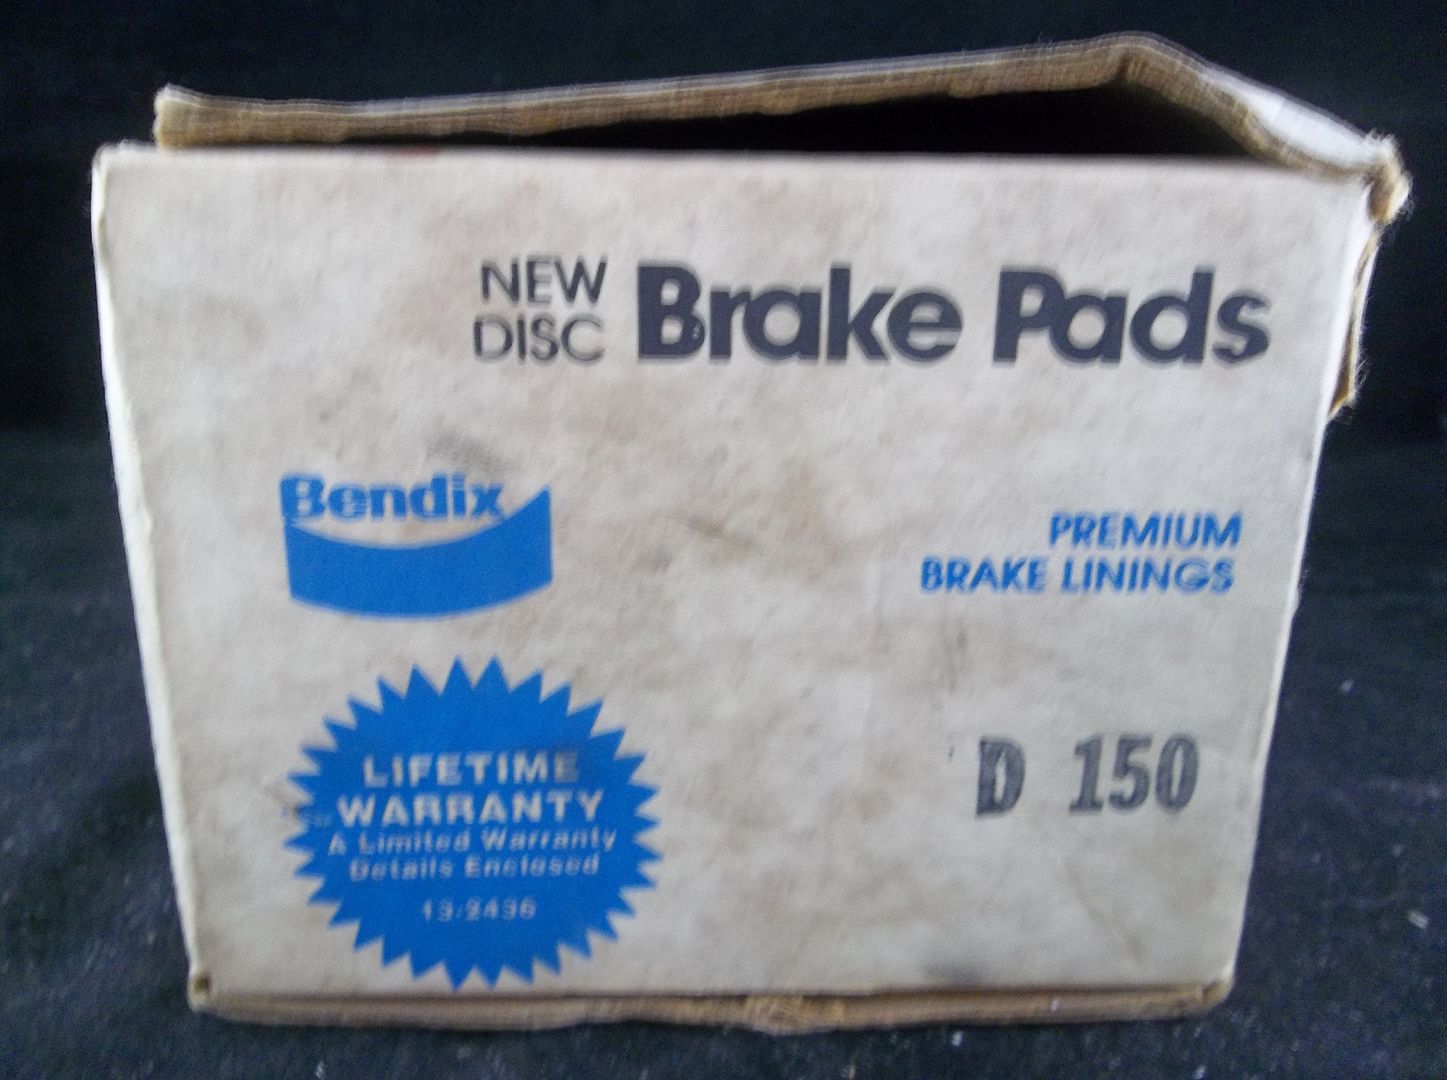 NEW
DISC
Brake Pads
Bendix
PREMIUM
BRAKE LININGS
LIFETIME
WARRANTY
A Limited Warranty
Details Enclosed
13-2436
D 150